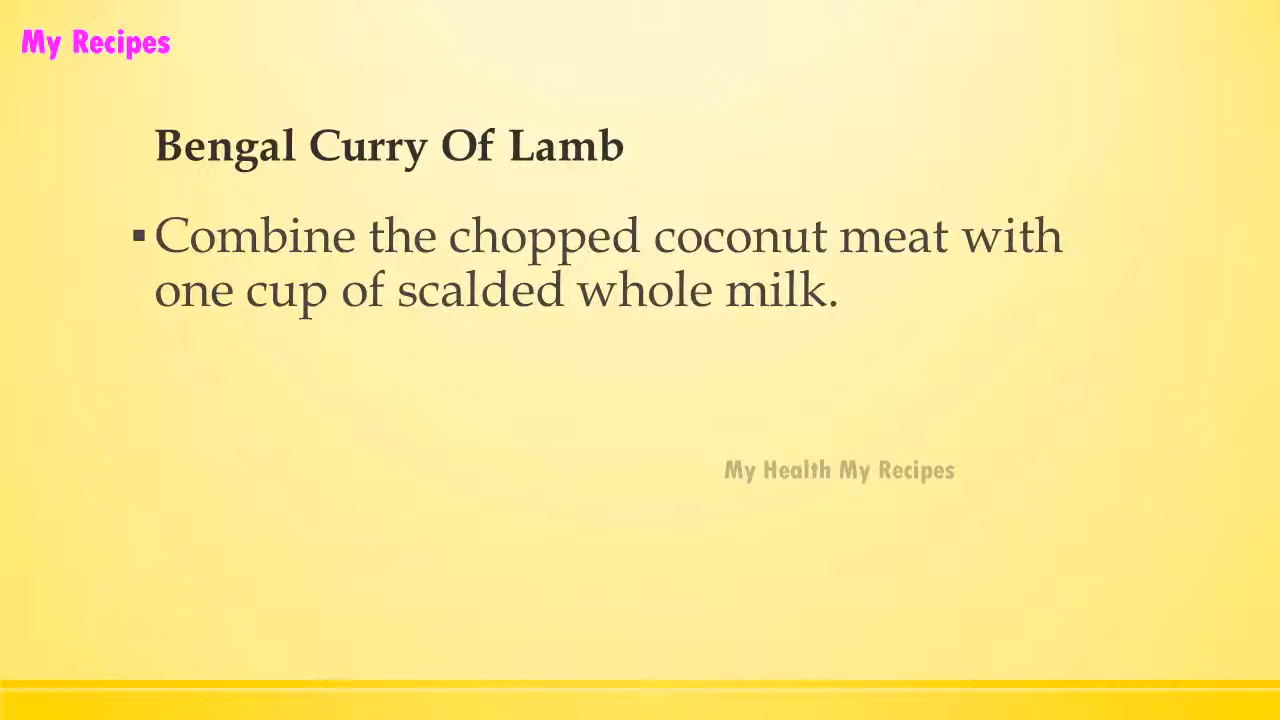 My Recipes
Bengal Curry Of Lamb
▪ Combine the chopped coconut meat with
one cup of scalded whole milk.
My Health My Recipes